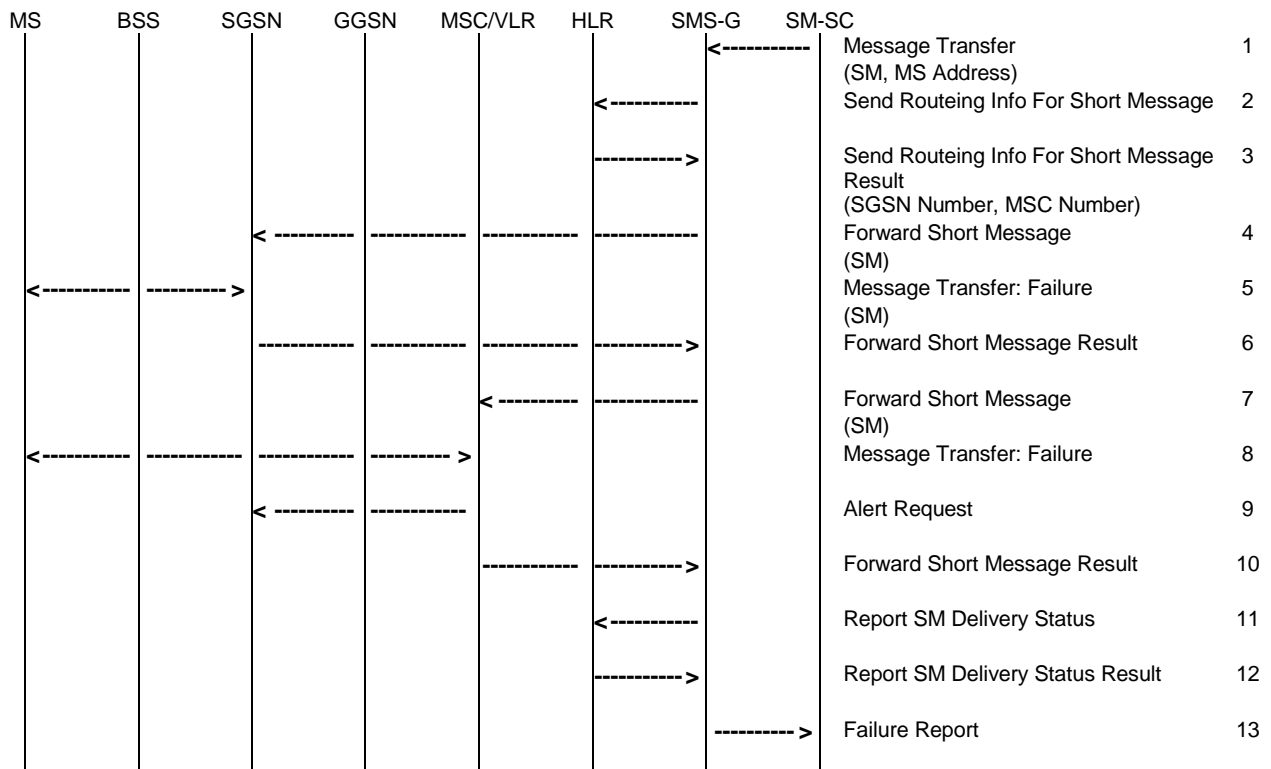 MS BSS SGSN GGSN MSC/VLR HLR SMS-G SM-SC
Message Transfer 1
(SM, MS Address)
Send Routeing Info For Short Message 2
Send Routeing Info For Short Message 3
Result
(SGSN Number, MSC Number)
Forward Short Message 4
(SM)
Message Transfer: Failure 5
(SM)
Forward Short Message Result 6
Forward Short Message 7
(SM)
Message Transfer: Failure 8
Alert Request 9
Forward Short Message Result 10
Report SM Delivery Status 11
Report SM Delivery Status Result 12
Failure Report 13